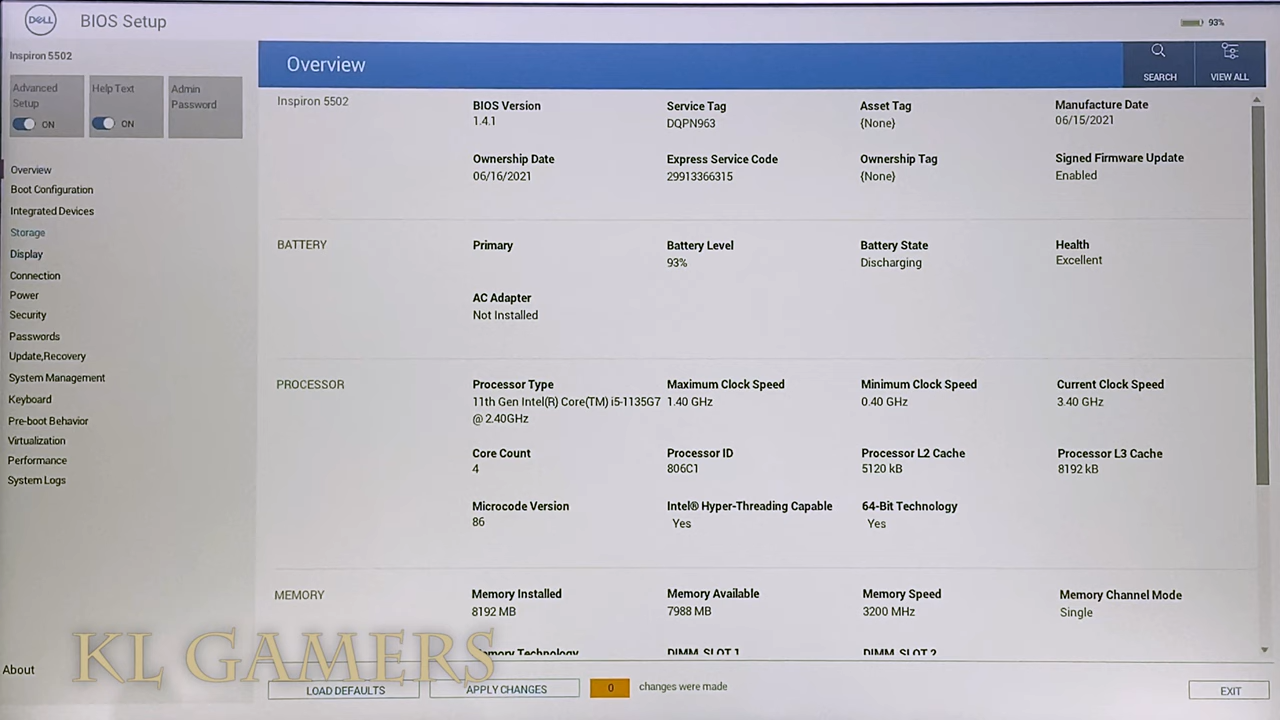 DELL
BIOS Setup
93%
Inspiron 5502
Advanced Setup
ON
Help Text
ON
Admin Password
Overview
Boot Configuration
Integrated Devices
Storage
Display
Connection
Power
Security
Passwords
Update,Recovery
System Management
Keyboard
Pre-boot Behavior
Virtualization
Performance
System Logs
About
Overview
SEARCH
VIEW ALL
Inspiron 5502
BIOS Version
1.4.1
Service Tag
DQPN963
Asset Tag
{None}
Manufacture Date
06/15/2021
Ownership Date
06/16/2021
Express Service Code
29913366315
Ownership Tag
{None}
Signed Firmware Update
Enabled
BATTERY
Primary
Battery Level
93%
Battery State
Discharging
Health
Excellent
AC Adapter
Not Installed
PROCESSOR
Processor Type
11th Gen Intel(R) Core(TM) i5-1135G7
@ 2.40GHz
Maximum Clock Speed
1.40 GHz
Minimum Clock Speed
0.40 GHz
Current Clock Speed
3.40 GHz
Core Count
4
Processor ID
806C1
Processor L2 Cache
5120 kB
Processor L3 Cache
8192 kB
Microcode Version
86
Intel® Hyper-Threading Capable
Yes
64-Bit Technology
Yes
MEMORY
Memory Installed
8192 MB
Memory Available
7988 MB
Memory Speed
3200 MHz
Memory Channel Mode
Single
Memory Technology
DIMM SLOT 1
DIMM SLOT 2
KL GAMERS
LOAD DEFAULTS
APPLY CHANGES
0
changes were made
EXIT